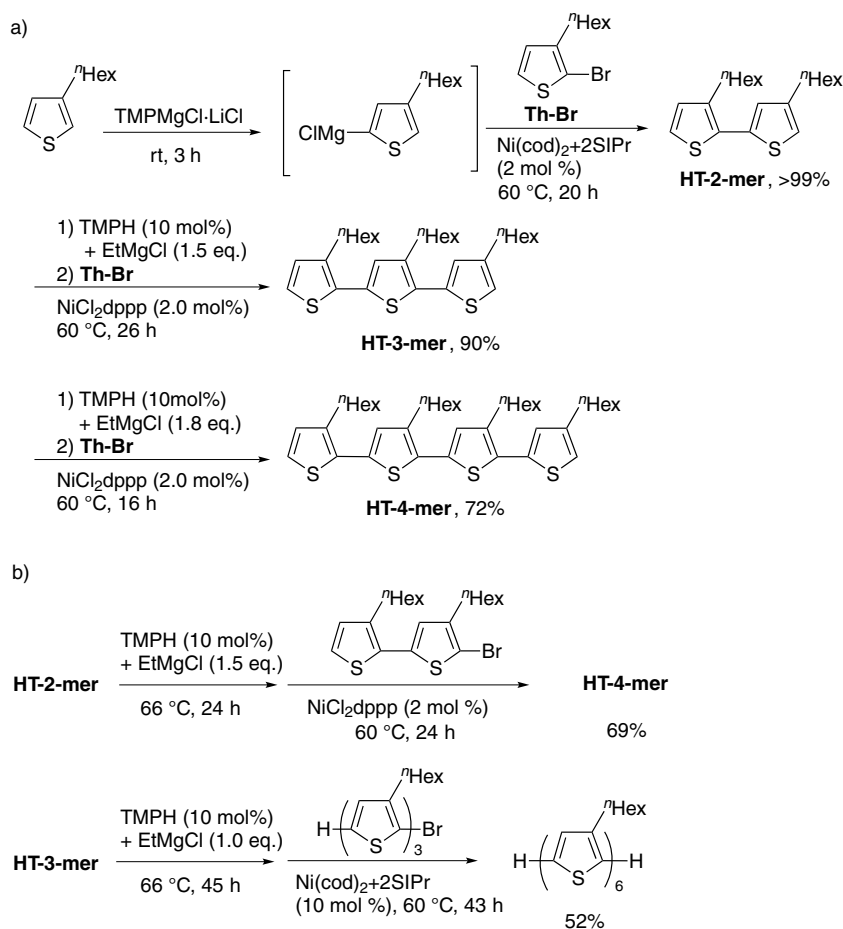 a)
nHex
S
TMPMgCl·LiCl
rt, 3 h
ClMg
nHex
S
nHex
S
Br
Th-Br
Ni(cod)2+2SIPr
(2 mol %)
60 °C, 20 h
nHex
nHex
S
S
HT-2-mer , >99%
1) TMPH (10 mol%)
+ EtMgCl (1.5 eq.)
2) Th-Br
NiCl2dppp (2.0 mol%)
60 °C, 26 h
nHex
nHex
nHex
S
S
S
HT-3-mer , 90%
1) TMPH (10mol%)
+ EtMgCl (1.8 eq.)
2) Th-Br
NiCl2dppp (2.0 mol%)
60 °C, 16 h
nHex
nHex
nHex
nHex
S
S
S
S
HT-4-mer , 72%
b)
HT-2-mer
TMPH (10 mol%)
+ EtMgCl (1.5 eq.)
66 °C, 24 h
nHex
nHex
S
S
Br
NiCl2dppp (2 mol %)
60 °C, 24 h
HT-4-mer
69%
HT-3-mer
TMPH (10 mol%)
+ EtMgCl (1.0 eq.)
66 °C, 45 h
nHex
H
S
3
Br
Ni(cod)2+2SIPr
(10 mol %), 60 °C, 43 h
nHex
H
S
6
H
52%